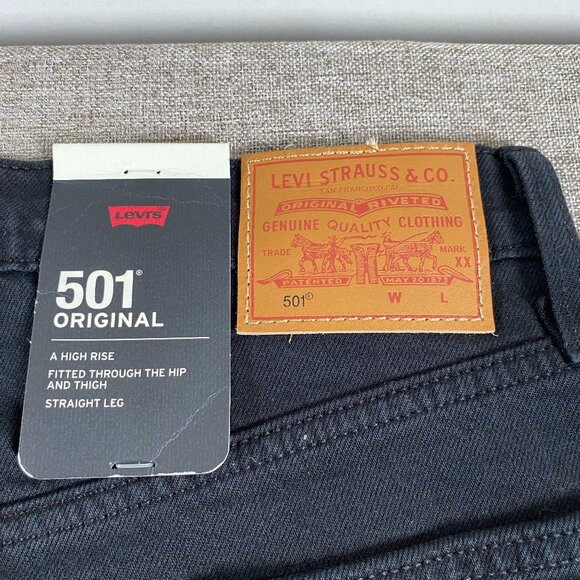 Levi's®
501®
ORIGINAL
A HIGH RISE
FITTED THROUGH THE HIP
AND THIGH
STRAIGHT LEG
LEVI STRAUSS & CO.
SAN FRANCISCO, CAL.
ORIGINAL RIVETED
GENUINE QUALITY CLOTHING
TRADE MARK
XX
PATENTED MAY 20 1873
501® W L